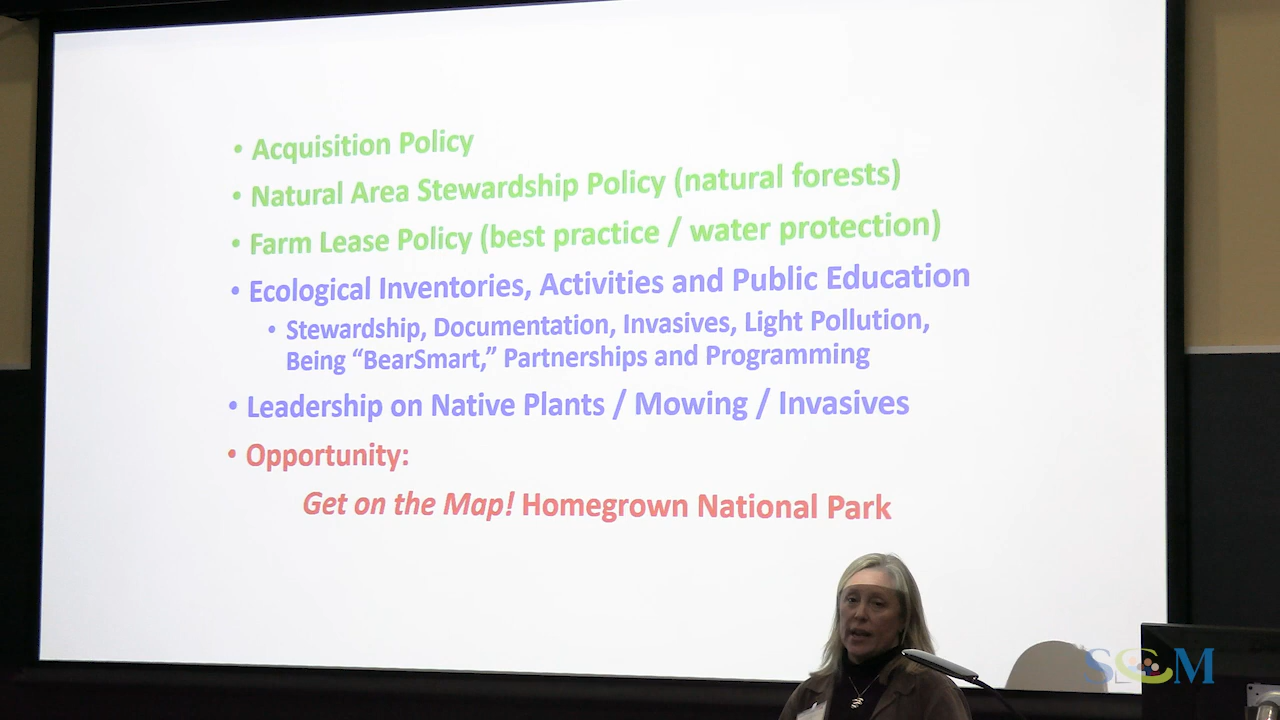 • Acquisition Policy
• Natural Area Stewardship Policy (natural forests)
• Farm Lease Policy (best practice / water protection)
• Ecological Inventories, Activities and Public Education
• Stewardship, Documentation, Invasives, Light Pollution,
Being “BearSmart,” Partnerships and Programming
• Leadership on Native Plants / Mowing / Invasives
• Opportunity:
Get on the Map! Homegrown National Park